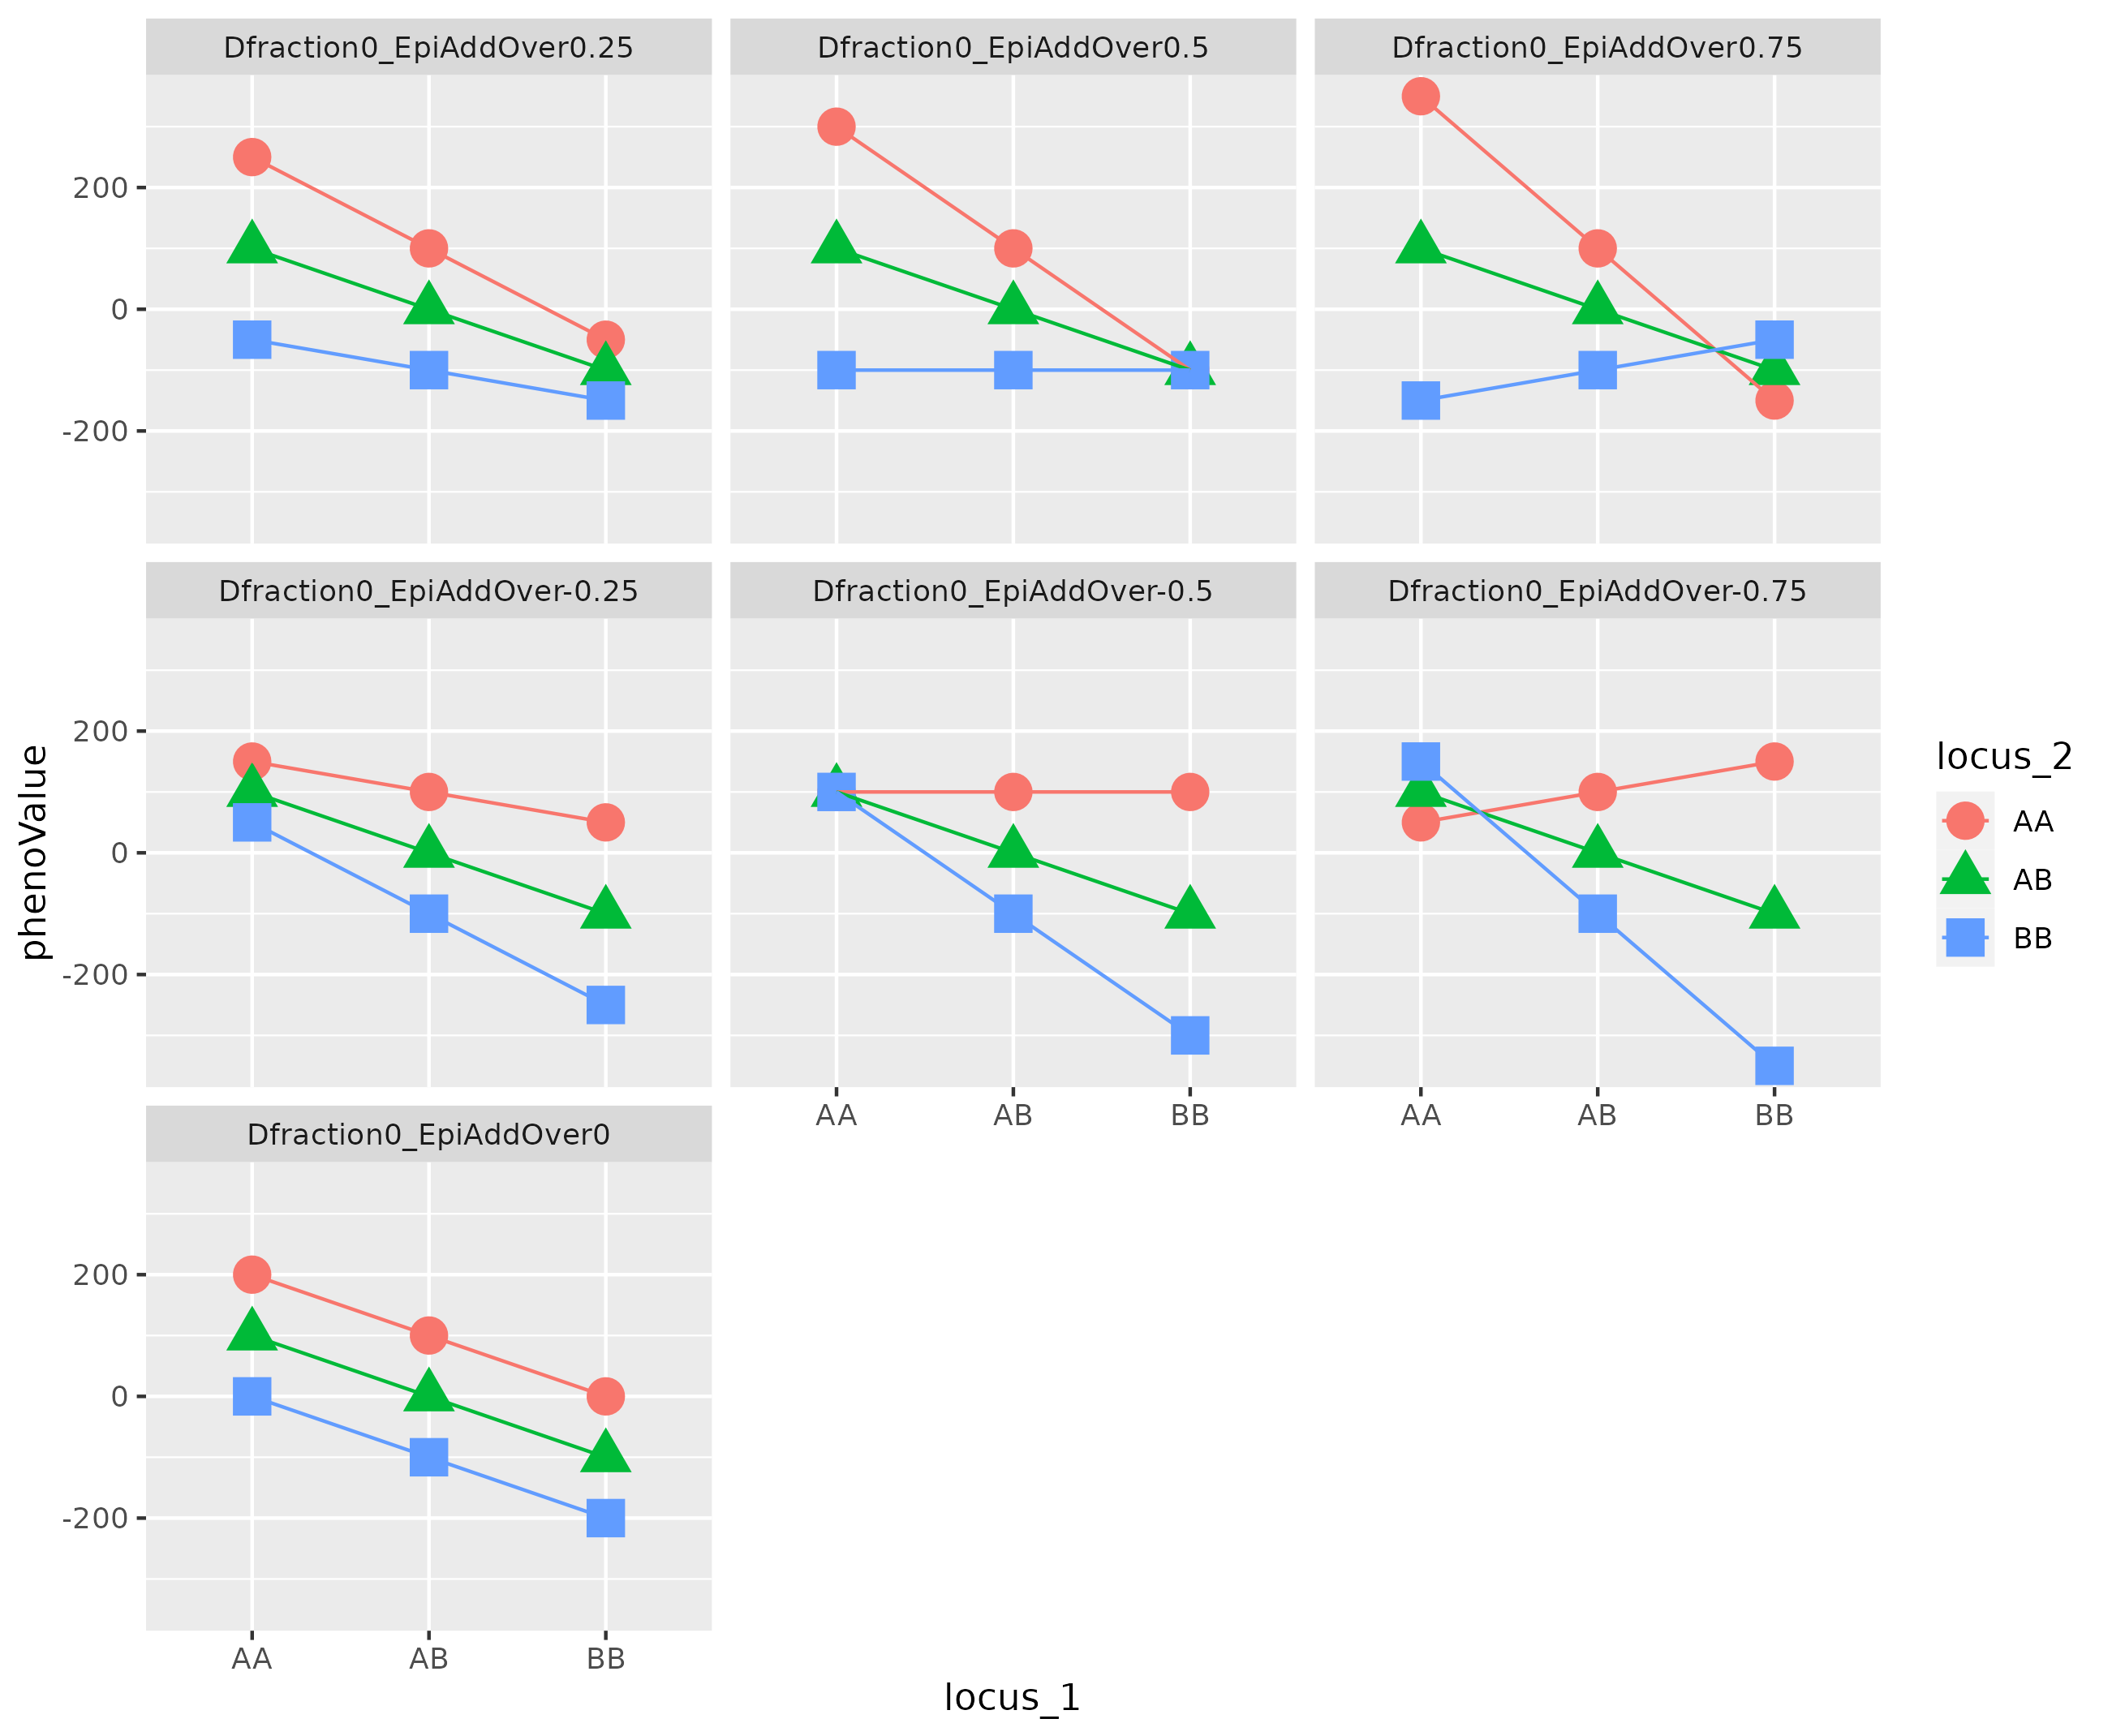 Dfraction0_EpiAddOver0.25
Dfraction0_EpiAddOver0.5
Dfraction0_EpiAddOver0.75
200
0
-200
Dfraction0_EpiAddOver-0.25
Dfraction0_EpiAddOver-0.5
Dfraction0_EpiAddOver-0.75
200
0
-200
AA AB BB
AA AB BB
Dfraction0_EpiAddOver0
200
0
-200
AA AB BB
locus_1
phenoValue
locus_2
AA
AB
BB